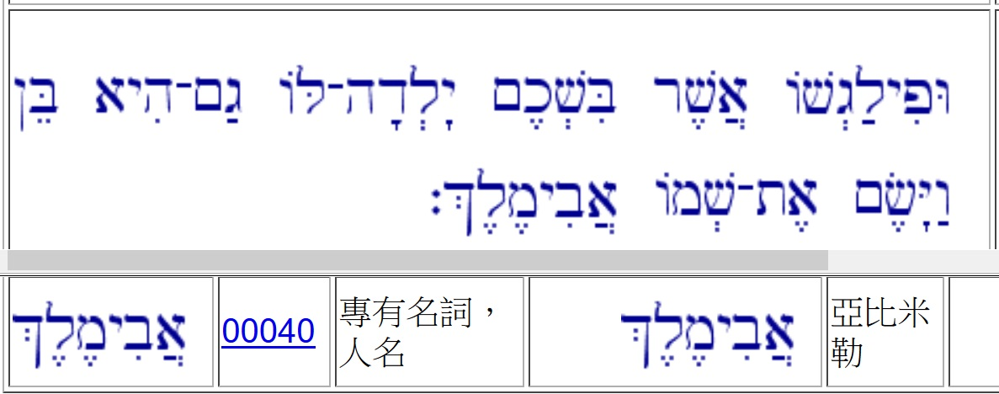 וּפִילַגְשׁוֹ אֲשֶׁר בִּשְׁכֶם יָלְדָה-לּוֹ גַם-הִיא בֵּן
וַיָּשֶׂם אֶת-שְׁמוֹ אֲבִימֶלֶךְ׃
אֲבִימֶלֶךְ 00040 專有名詞， אֲבִימֶלֶךְ 亞比米
人名 勒